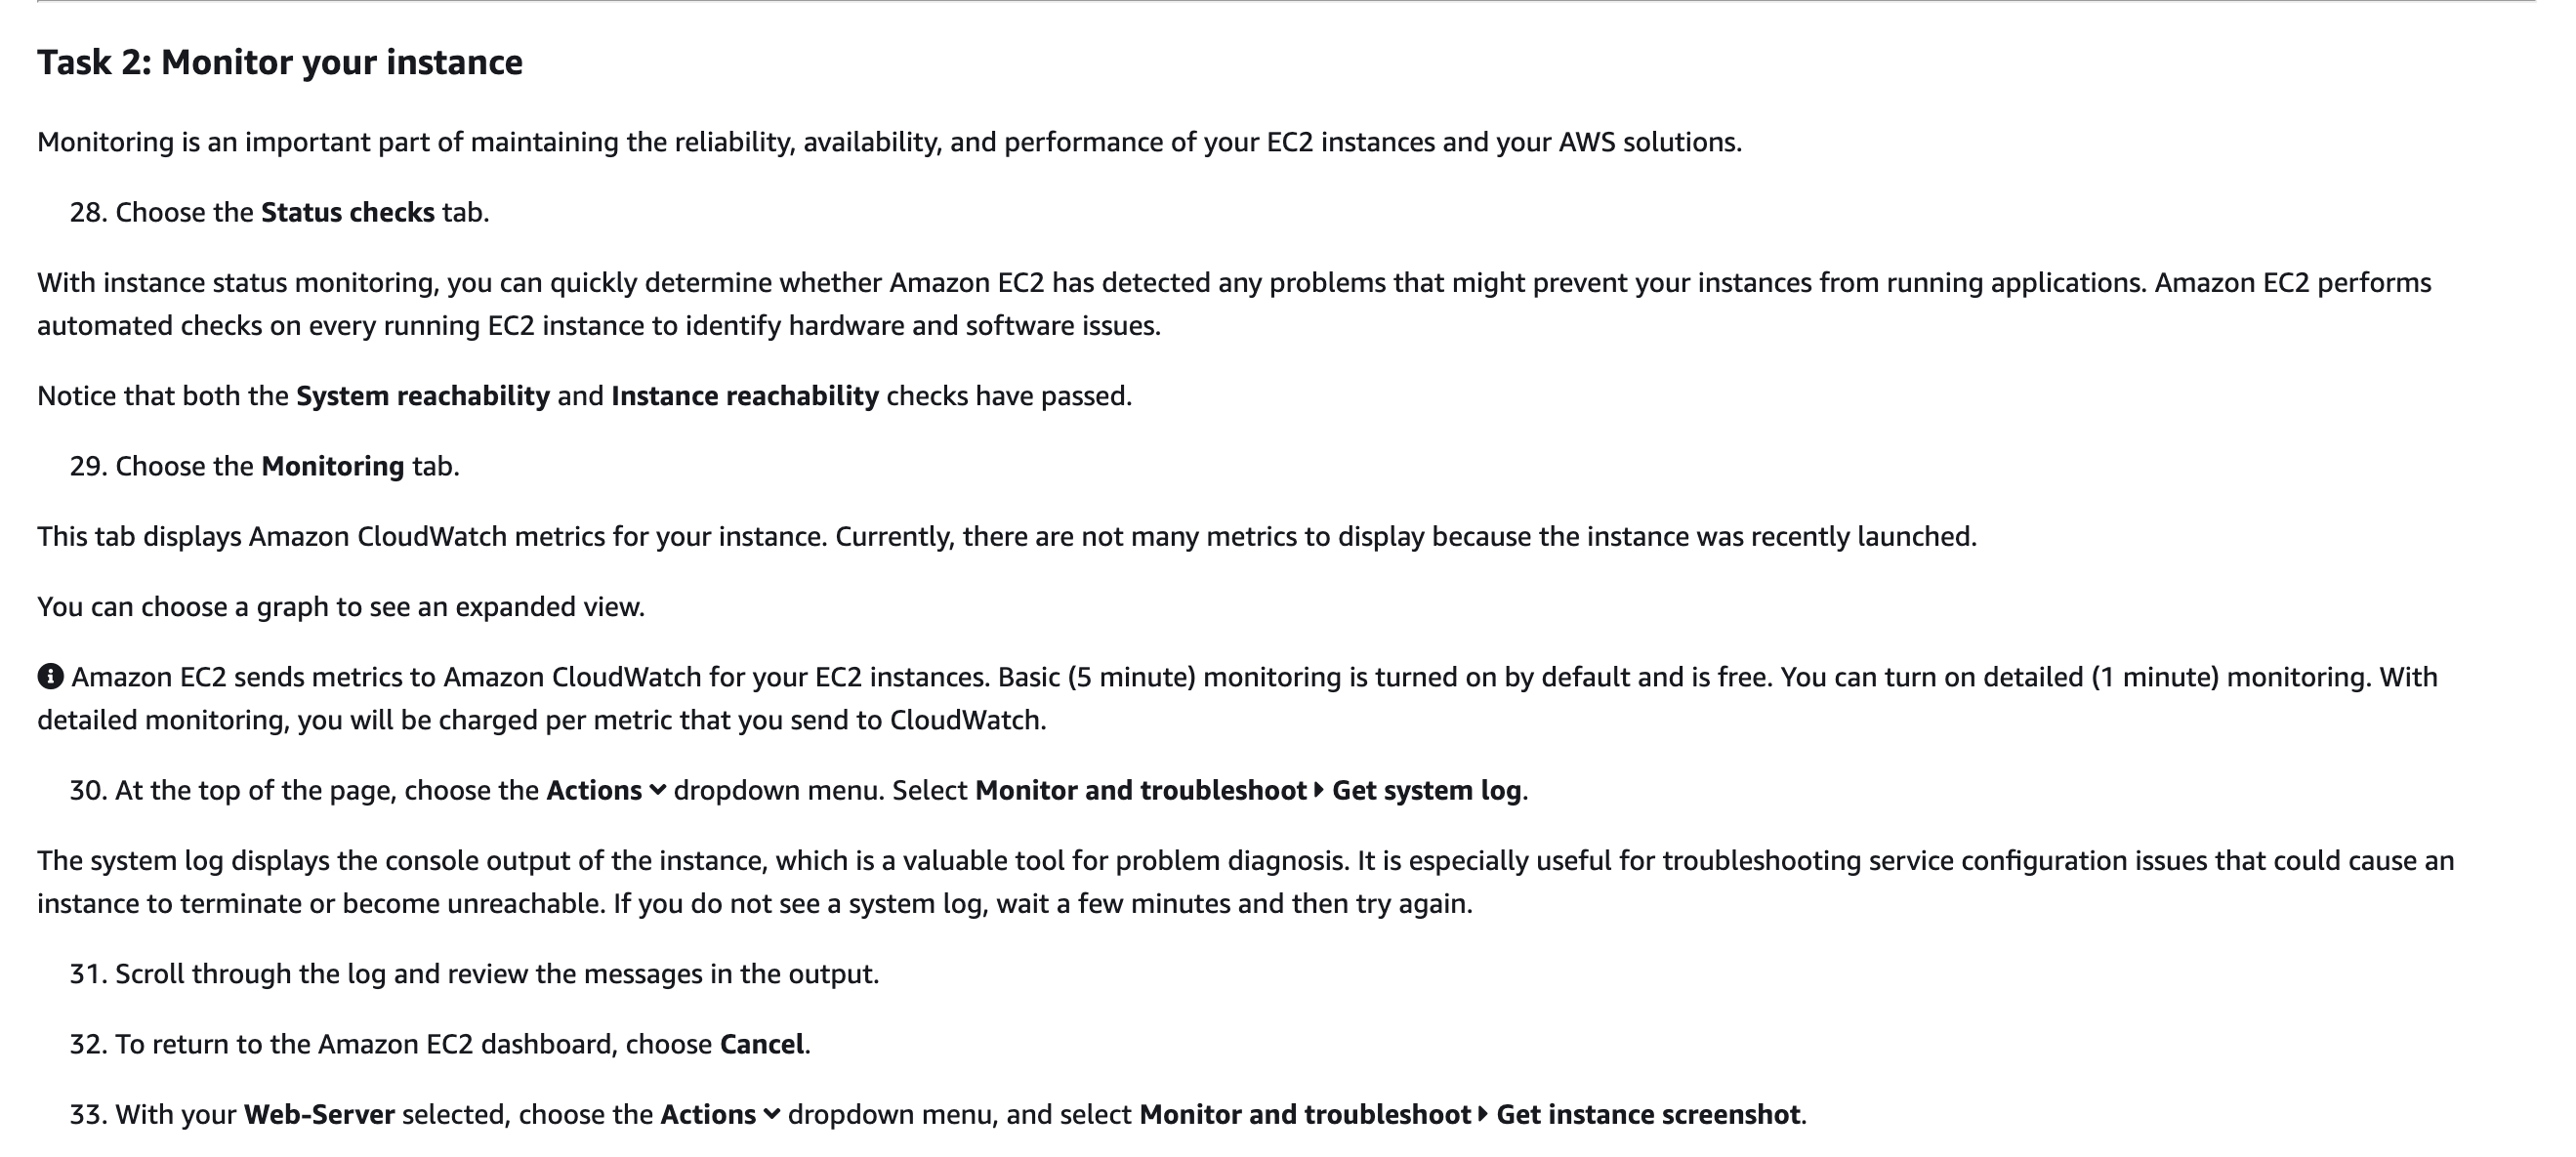 Task 2: Monitor your instance
Monitoring is an important part of maintaining the reliability, availability, and performance of your EC2 instances and your AWS solutions.
28. Choose the Status checks tab.
With instance status monitoring, you can quickly determine whether Amazon EC2 has detected any problems that might prevent your instances from running applications. Amazon EC2 performs
automated checks on every running EC2 instance to identify hardware and software issues.
Notice that both the System reachability and Instance reachability checks have passed.
29. Choose the Monitoring tab.
This tab displays Amazon CloudWatch metrics for your instance. Currently, there are not many metrics to display because the instance was recently launched.
You can choose a graph to see an expanded view.
Amazon EC2 sends metrics to Amazon CloudWatch for your EC2 instances. Basic (5 minute) monitoring is turned on by default and is free. You can turn on detailed (1 minute) monitoring. With
detailed monitoring, you will be charged per metric that you send to CloudWatch.
30. At the top of the page, choose the Actions dropdown menu. Select Monitor and troubleshoot Get system log.
The system log displays the console output of the instance, which is a valuable tool for problem diagnosis. It is especially useful for troubleshooting service configuration issues that could cause an
instance to terminate or become unreachable. If you do not see a system log, wait a few minutes and then try again.
31. Scroll through the log and review the messages in the output.
32. To return to the Amazon EC2 dashboard, choose Cancel.
33. With your Web-Server selected, choose the Actions dropdown menu, and select Monitor and troubleshoot Get instance screenshot.